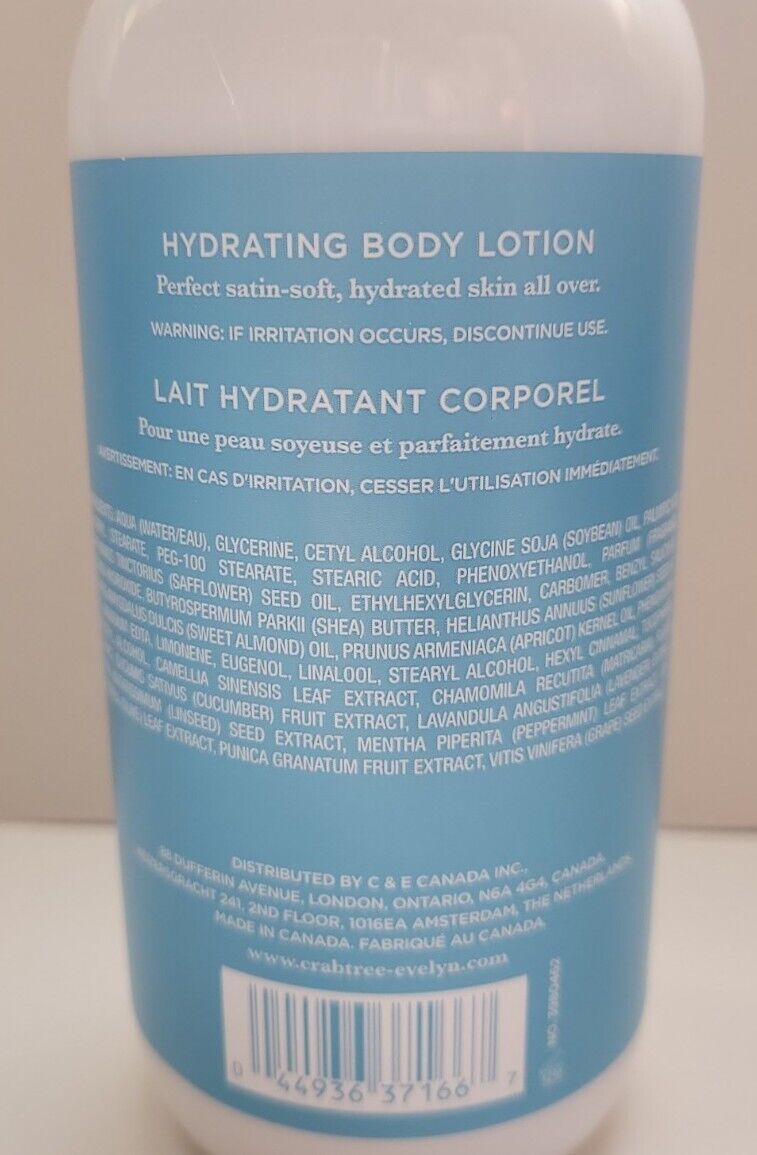 HYDRATING BODY LOTION
Perfect satin-soft, hydrated skin all over.
WARNING: IF IRRITATION OCCURS, DISCONTINUE USE.
LAIT HYDRATANT CORPOREL
Pour une peau soyeuse et parfaitement hydrate.
AVERTISSEMENT: EN CAS D'IRRITATION, CESSER L'UTILISATION IMMÉDIATEMENT.
AQUA (WATER/EAU), GLYCERINE, CETYL ALCOHOL, GLYCINE SOJA (SOYBEAN) OIL,
STEARATE, PEG-100 STEARATE, STEARIC ACID, PHENOXYETHANOL, PARFUM
TINCTORIUS (SAFFLOWER) SEED OIL, ETHYLHEXYLGLYCERIN, CARBOMER, BENZYL
BUTYROSPERMUM PARKII (SHEA) BUTTER, HELIANTHUS ANNUUS (SUNFLOWER)
DULCIS (SWEET ALMOND) OIL, PRUNUS ARMENIACA (APRICOT) KERNEL OIL,
EDTA, LIMONENE, EUGENOL, LINALOOL, STEARYL ALCOHOL, HEXYL CINNAMAL,
ALCOHOL, CAMELLIA SINENSIS LEAF EXTRACT, CHAMOMILA RECUTITA
SATIVUS (CUCUMBER) FRUIT EXTRACT, LAVANDULA ANGUSTIFOLIA
(LINSEED) SEED EXTRACT, MENTHA PIPERITA (PEPPERMINT) LEAF
LEAF EXTRACT, PUNICA GRANATUM FRUIT EXTRACT, VITIS VINIFERA (GRAPE)
DISTRIBUTED BY C & E CANADA INC.,
DUFFERIN AVENUE, LONDON, ONTARIO, N6A 4G4, CANADA.
241, 2ND FLOOR, 1016EA AMSTERDAM, THE NETHERLANDS.
MADE IN CANADA. FABRIQUÉ AU CANADA.
www.crabtree-evelyn.com
0 44936 37166 7
NO. 3980462